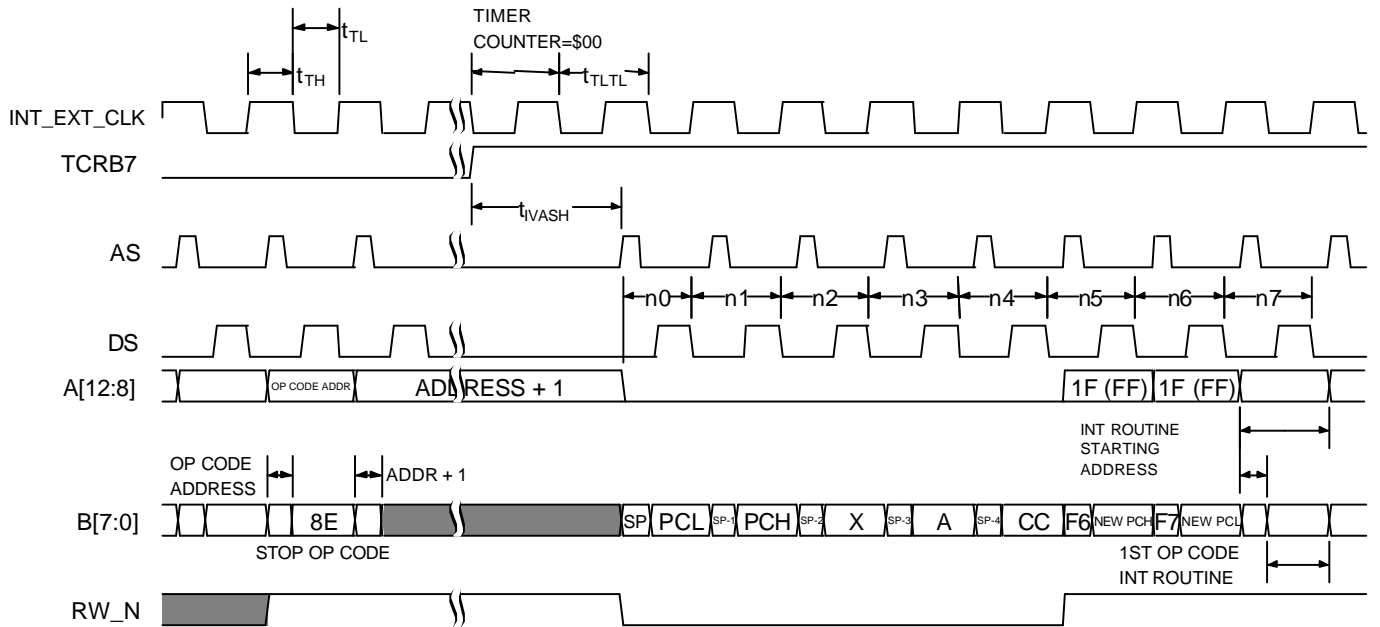 TIMER
COUNTER=$00
tTL
tTH
tTLTL
INT_EXT_CLK
TCRB7
tIVASH
AS
n0 n1 n2 n3 n4 n5 n6 n7
DS
A[12:8] OP CODE ADDR ADDRESS + 1 1F (FF) 1F (FF)
INT ROUTINE
STARTING
ADDRESS
OP CODE
ADDRESS
ADDR + 1
B[7:0] 8E SP PCL SP-1 PCH SP-2 X SP-3 A SP-4 CC F6 NEW PCH F7 NEW PCL
STOP OP CODE
1ST OP CODE
INT ROUTINE
RW_N